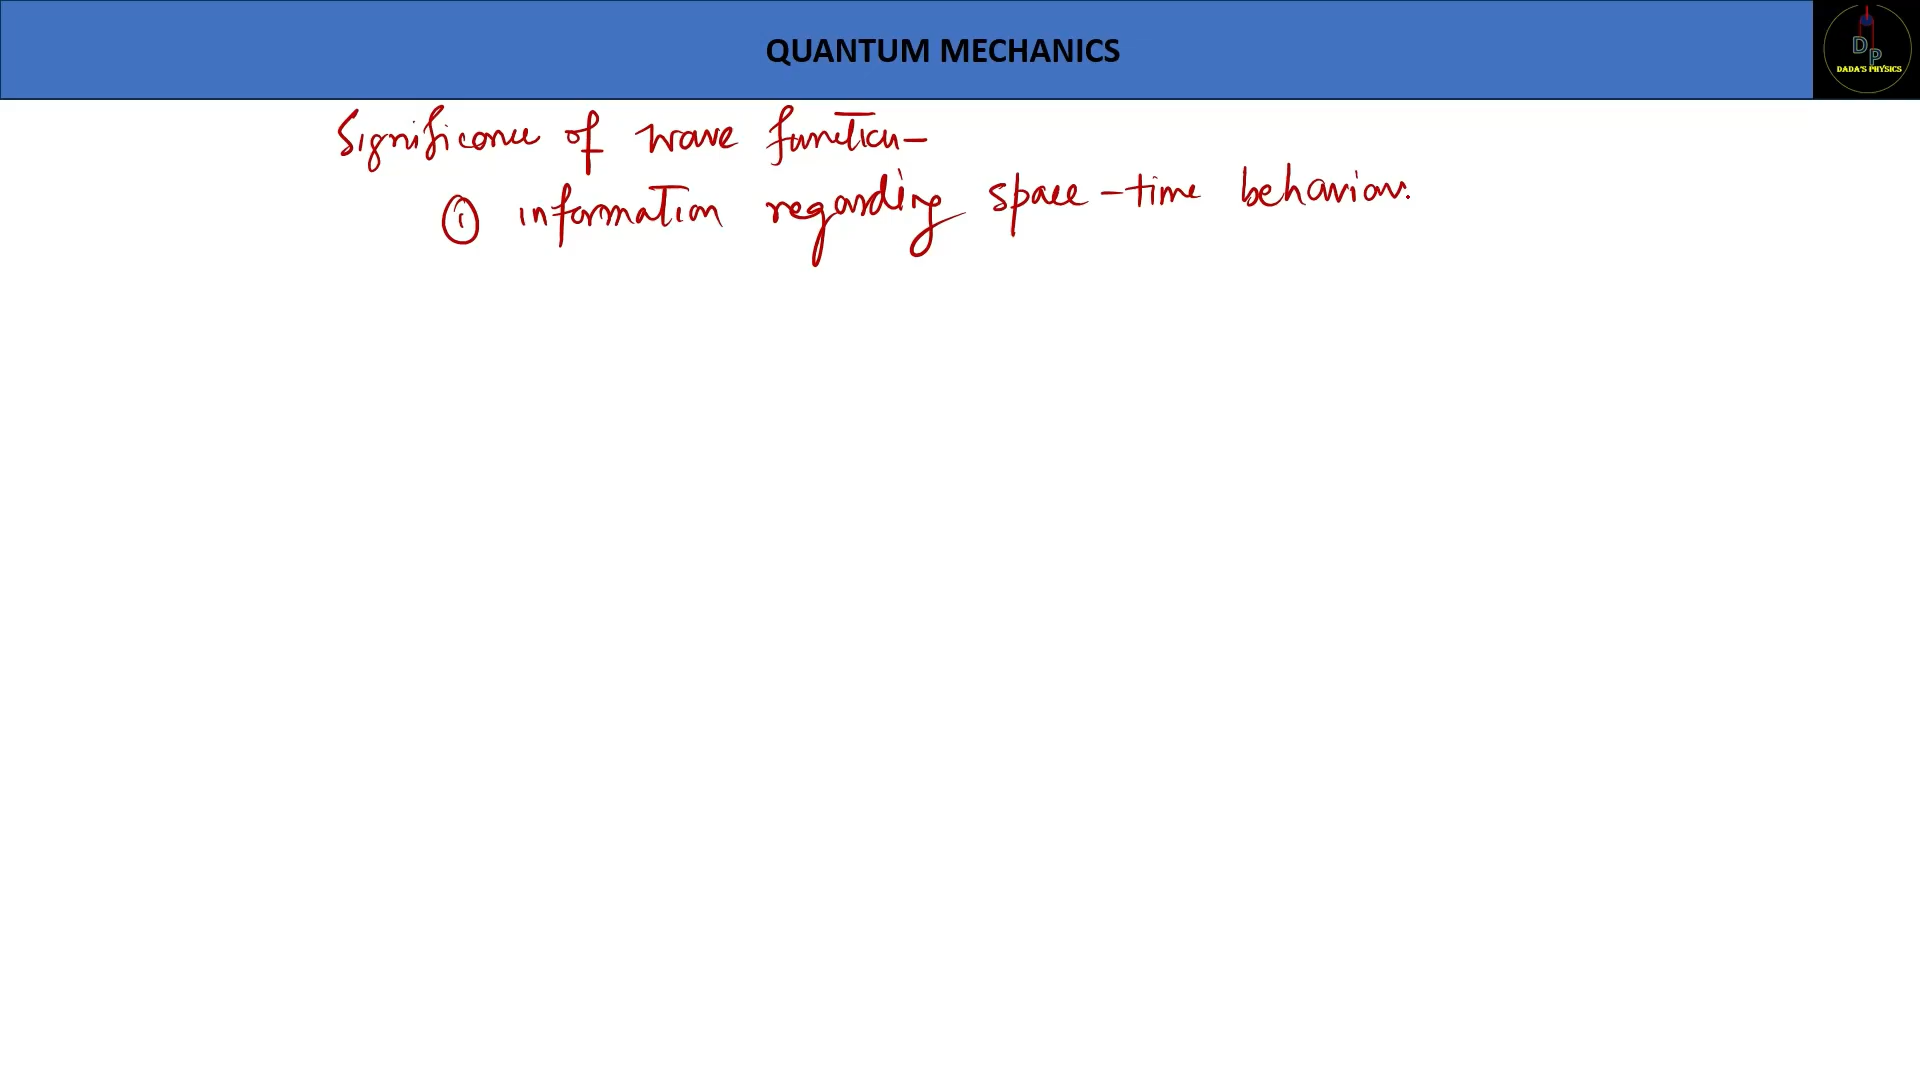 QUANTUM MECHANICS
DP
DADA'S PHYSICS
Significance of wave function-
① information regarding space-time behaviour.